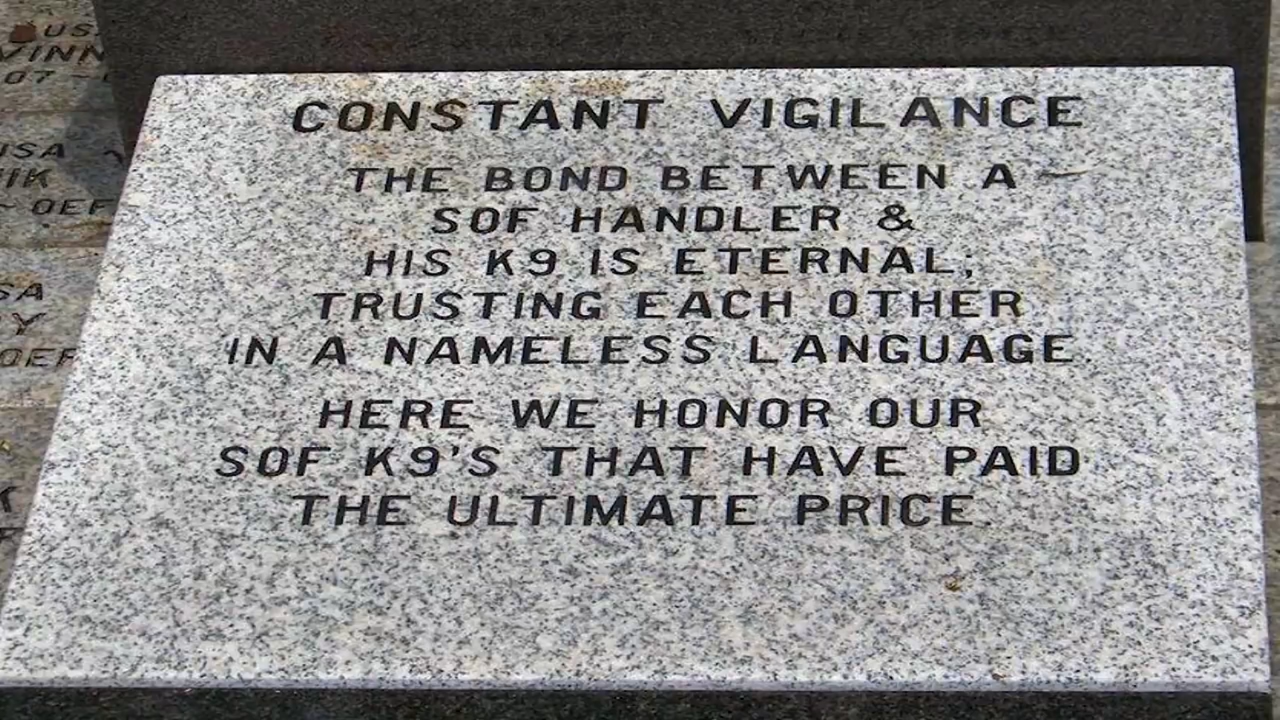 CONSTANT VIGILANCE
THE BOND BETWEEN A
SOF HANDLER &
HIS K9 IS ETERNAL;
TRUSTING EACH OTHER
IN A NAMELESS LANGUAGE.
HERE WE HONOR OUR
SOF K9'S THAT HAVE PAID
THE ULTIMATE PRICE.
OEF